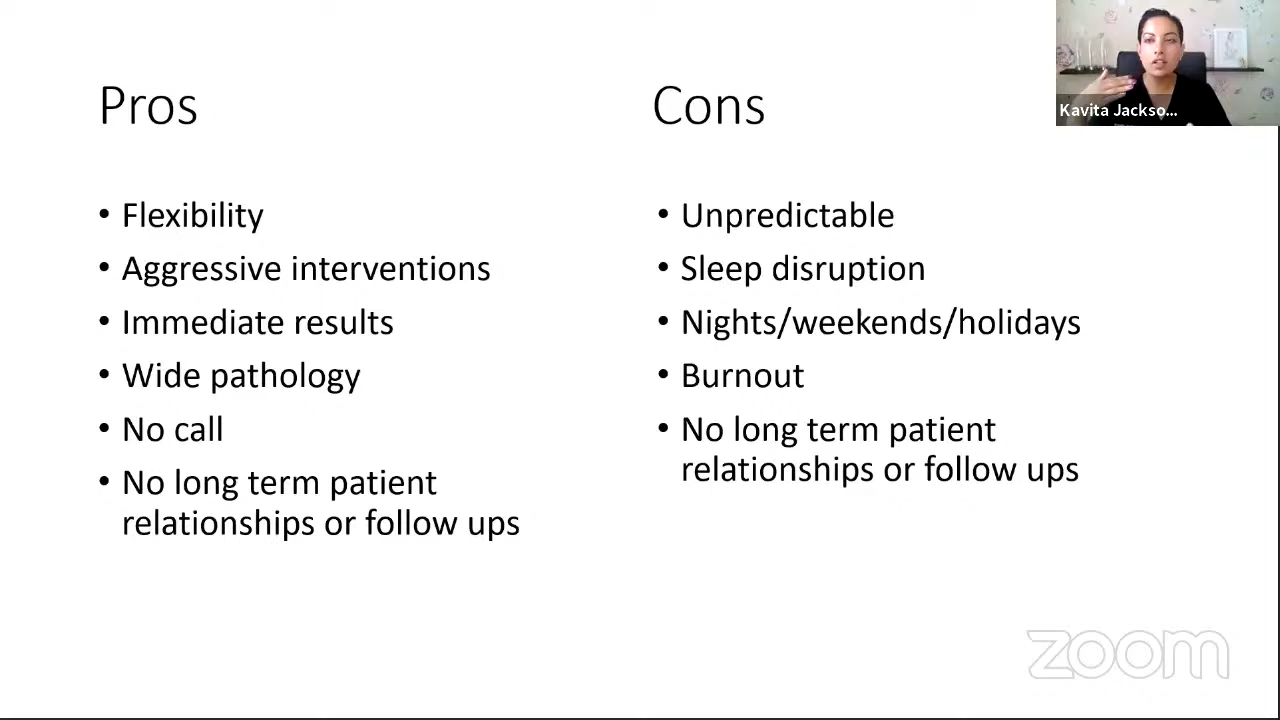 Pros
• Flexibility
• Aggressive interventions
• Immediate results
• Wide pathology
• No call
• No long term patient
relationships or follow ups
Cons
• Unpredictable
• Sleep disruption
• Nights/weekends/holidays
• Burnout
• No long term patient
relationships or follow ups
Kavita Jackso...
zoom